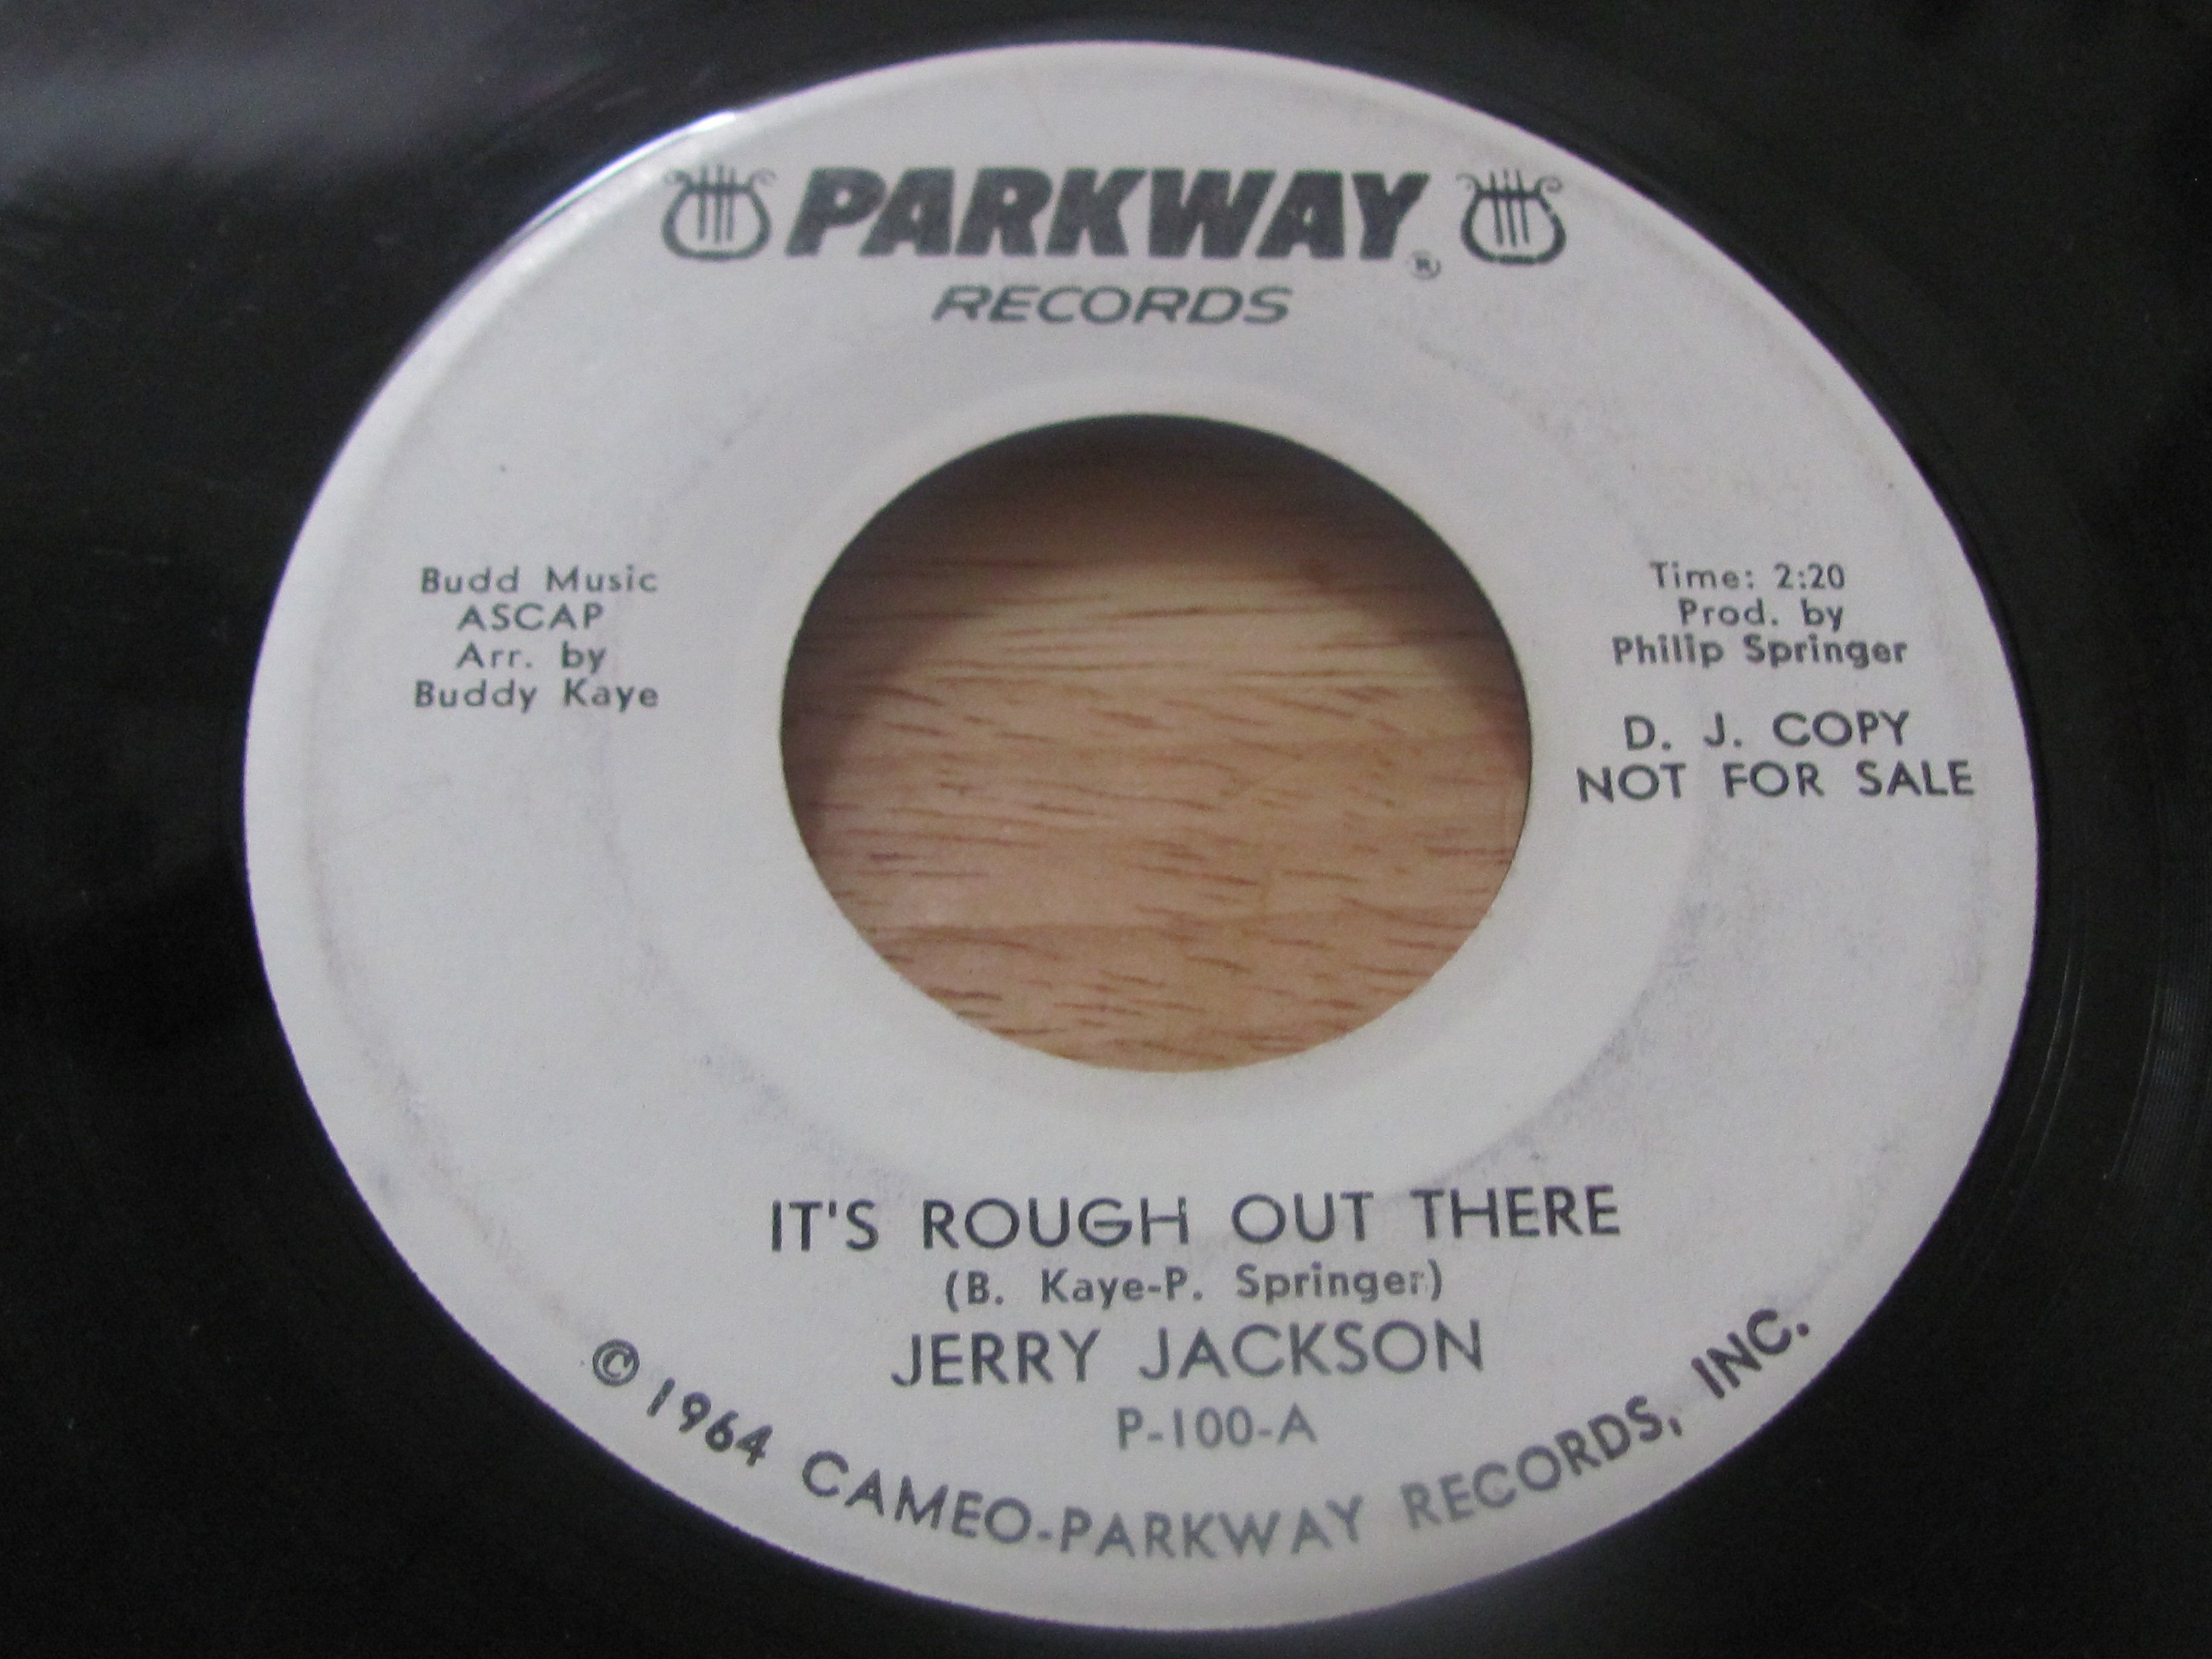 PARKWAY®
RECORDS
Budd Music
ASCAP
Arr. by
Buddy Kaye
Time: 2:20
Prod. by
Philip Springer
D. J. COPY
NOT FOR SALE
IT'S ROUGH OUT THERE
(B. Kaye-P. Springer)
JERRY JACKSON
P-100-A
© 1964 CAMEO-PARKWAY RECORDS, INC.